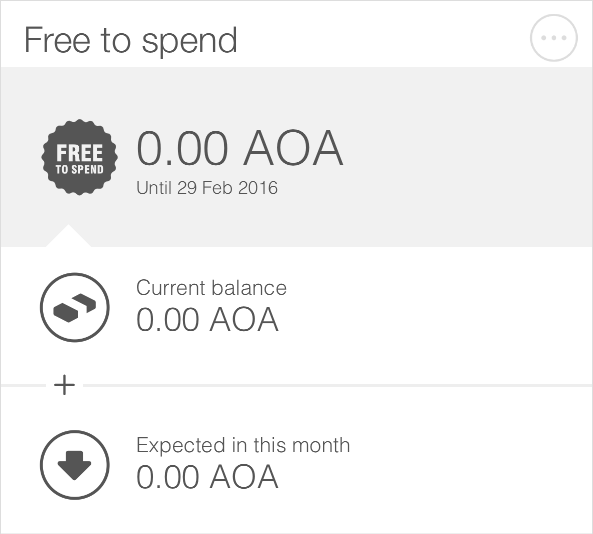 Free to spend
FREE
TO SPEND
0.00 AOA
Until 29 Feb 2016
Current balance
0.00 AOA
+
Expected in this month
0.00 AOA